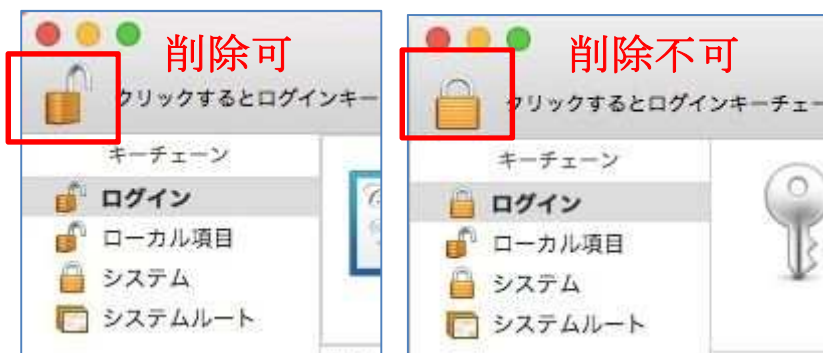 削除可
クリックするとログインキー
キーチェーン
ログイン
ローカル項目
システム
システムルート
削除不可
クリックするとログインキーチェー
キーチェーン
ログイン
ローカル項目
システム
システムルート